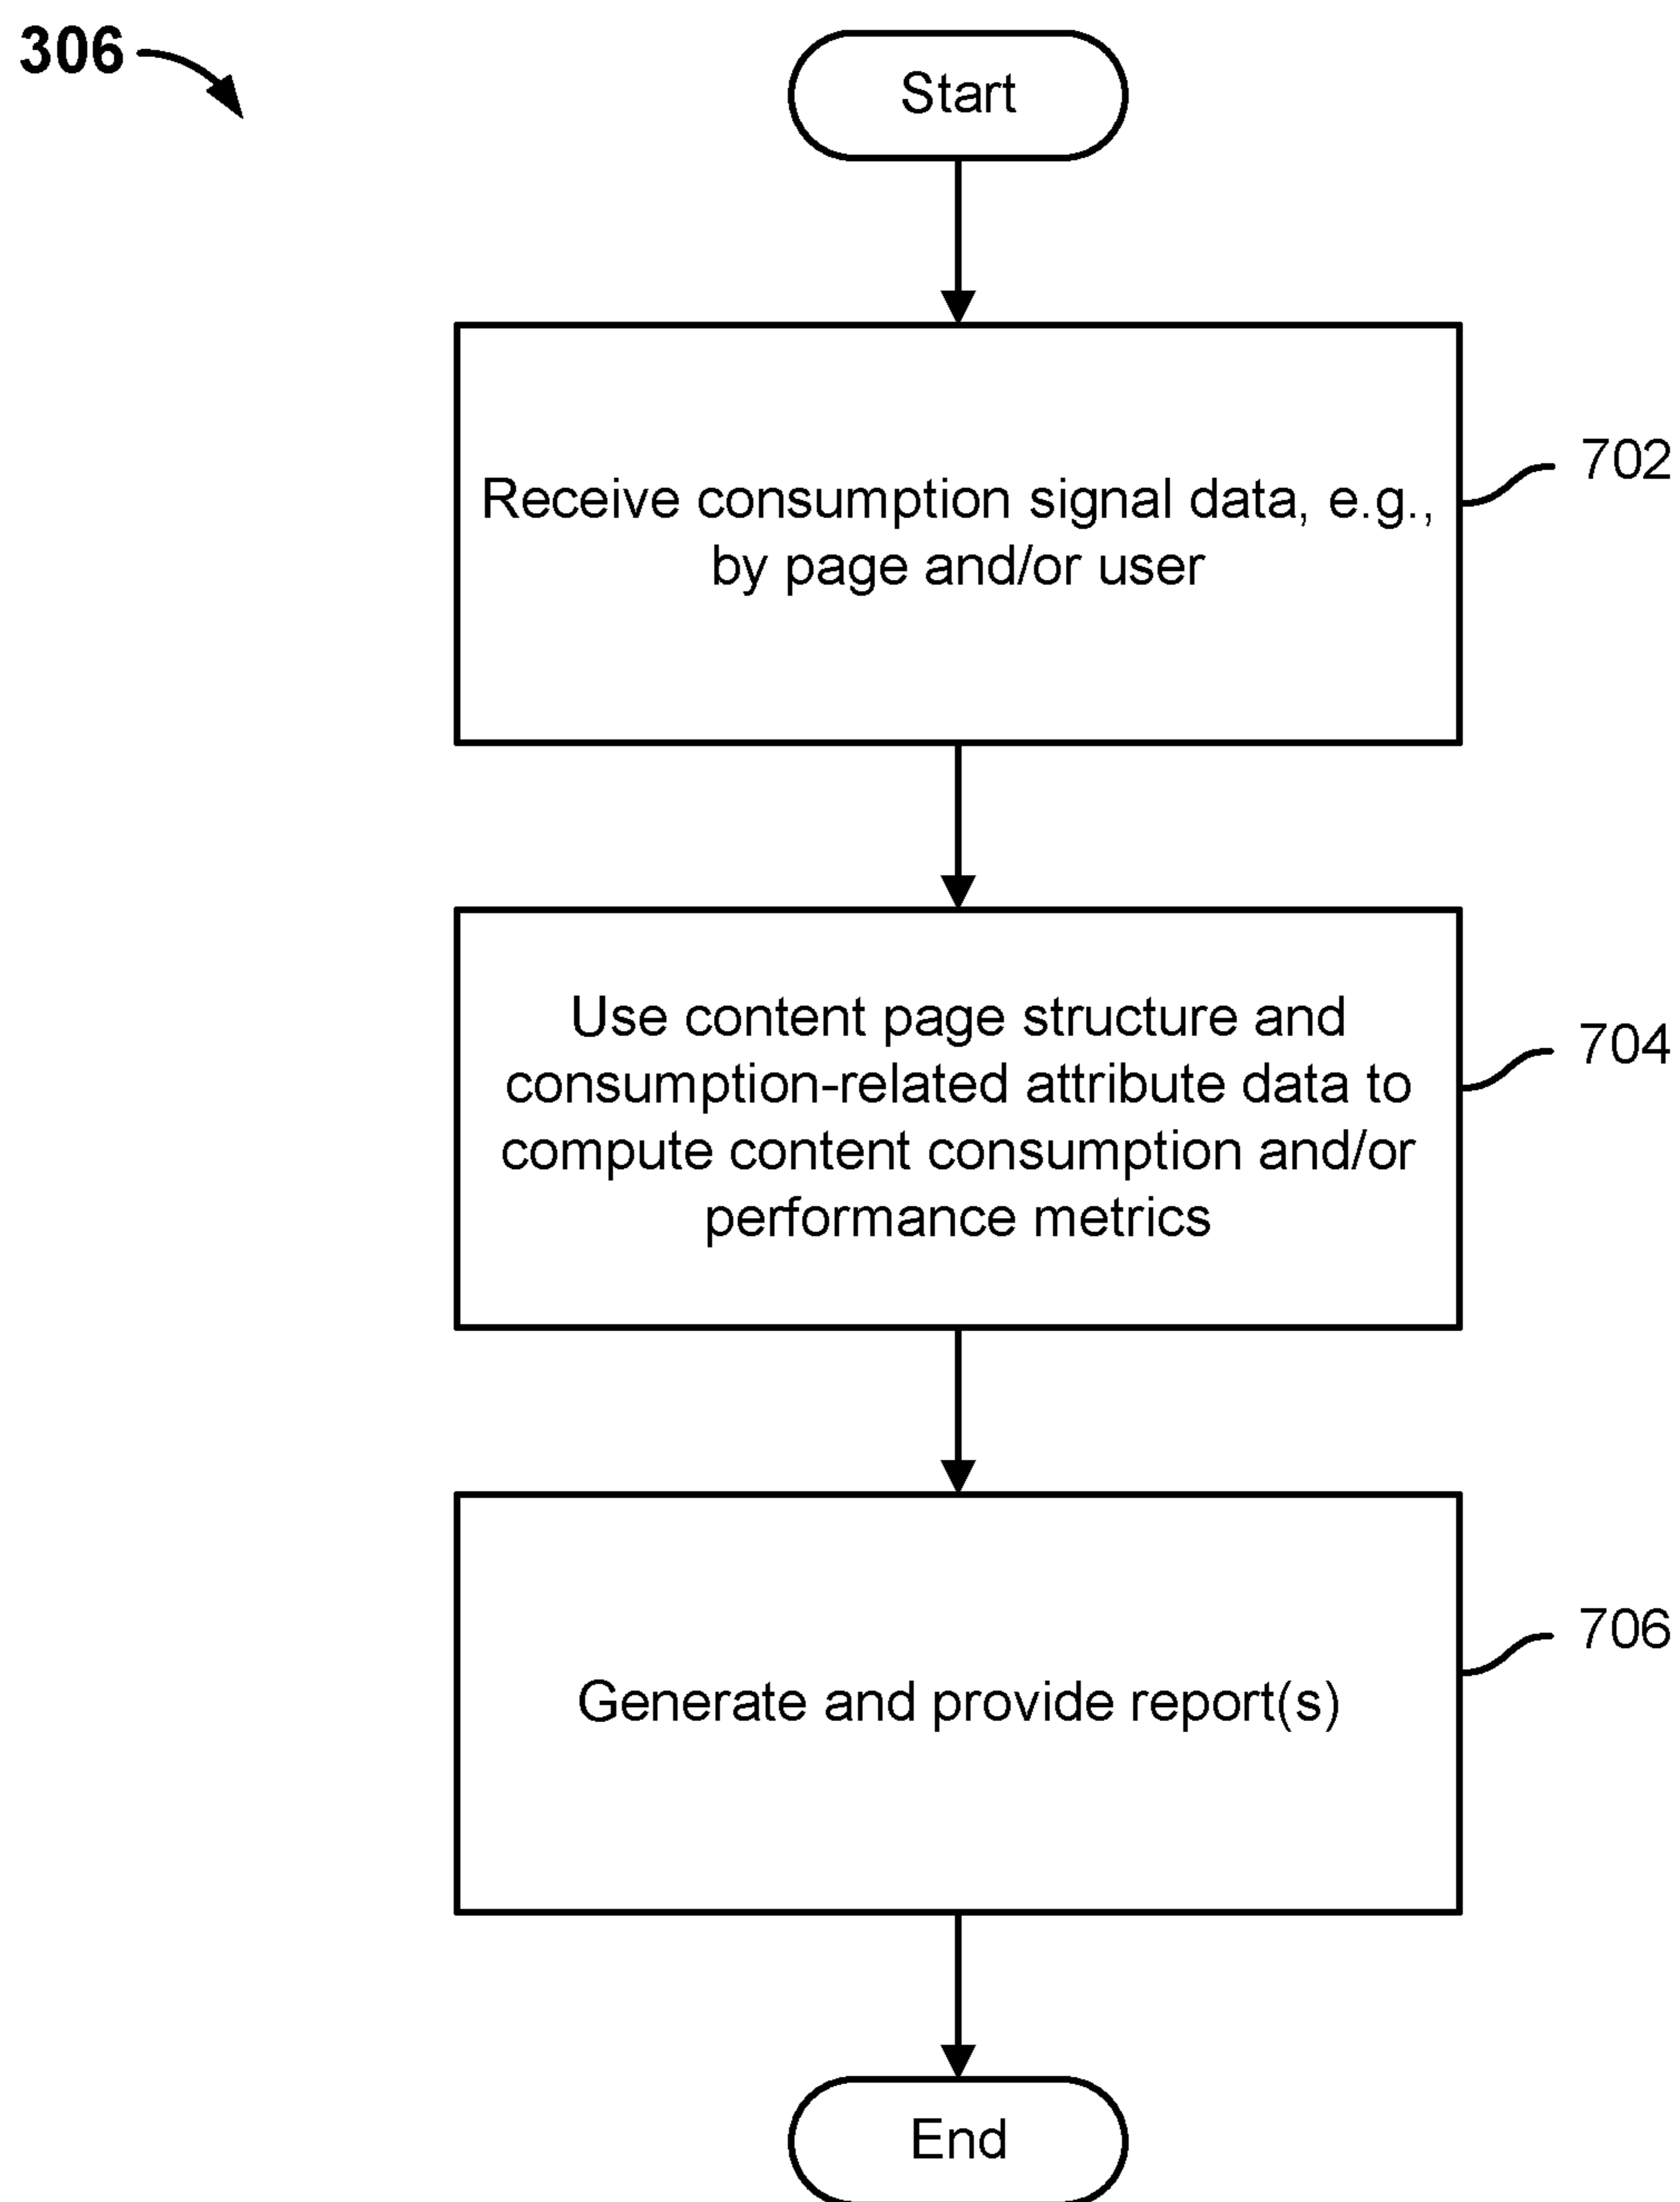 306
Start
Receive consumption signal data, e.g.,
by page and/or user
702
Use content page structure and
consumption-related attribute data to
compute content consumption and/or
performance metrics
704
Generate and provide report(s)
706
End